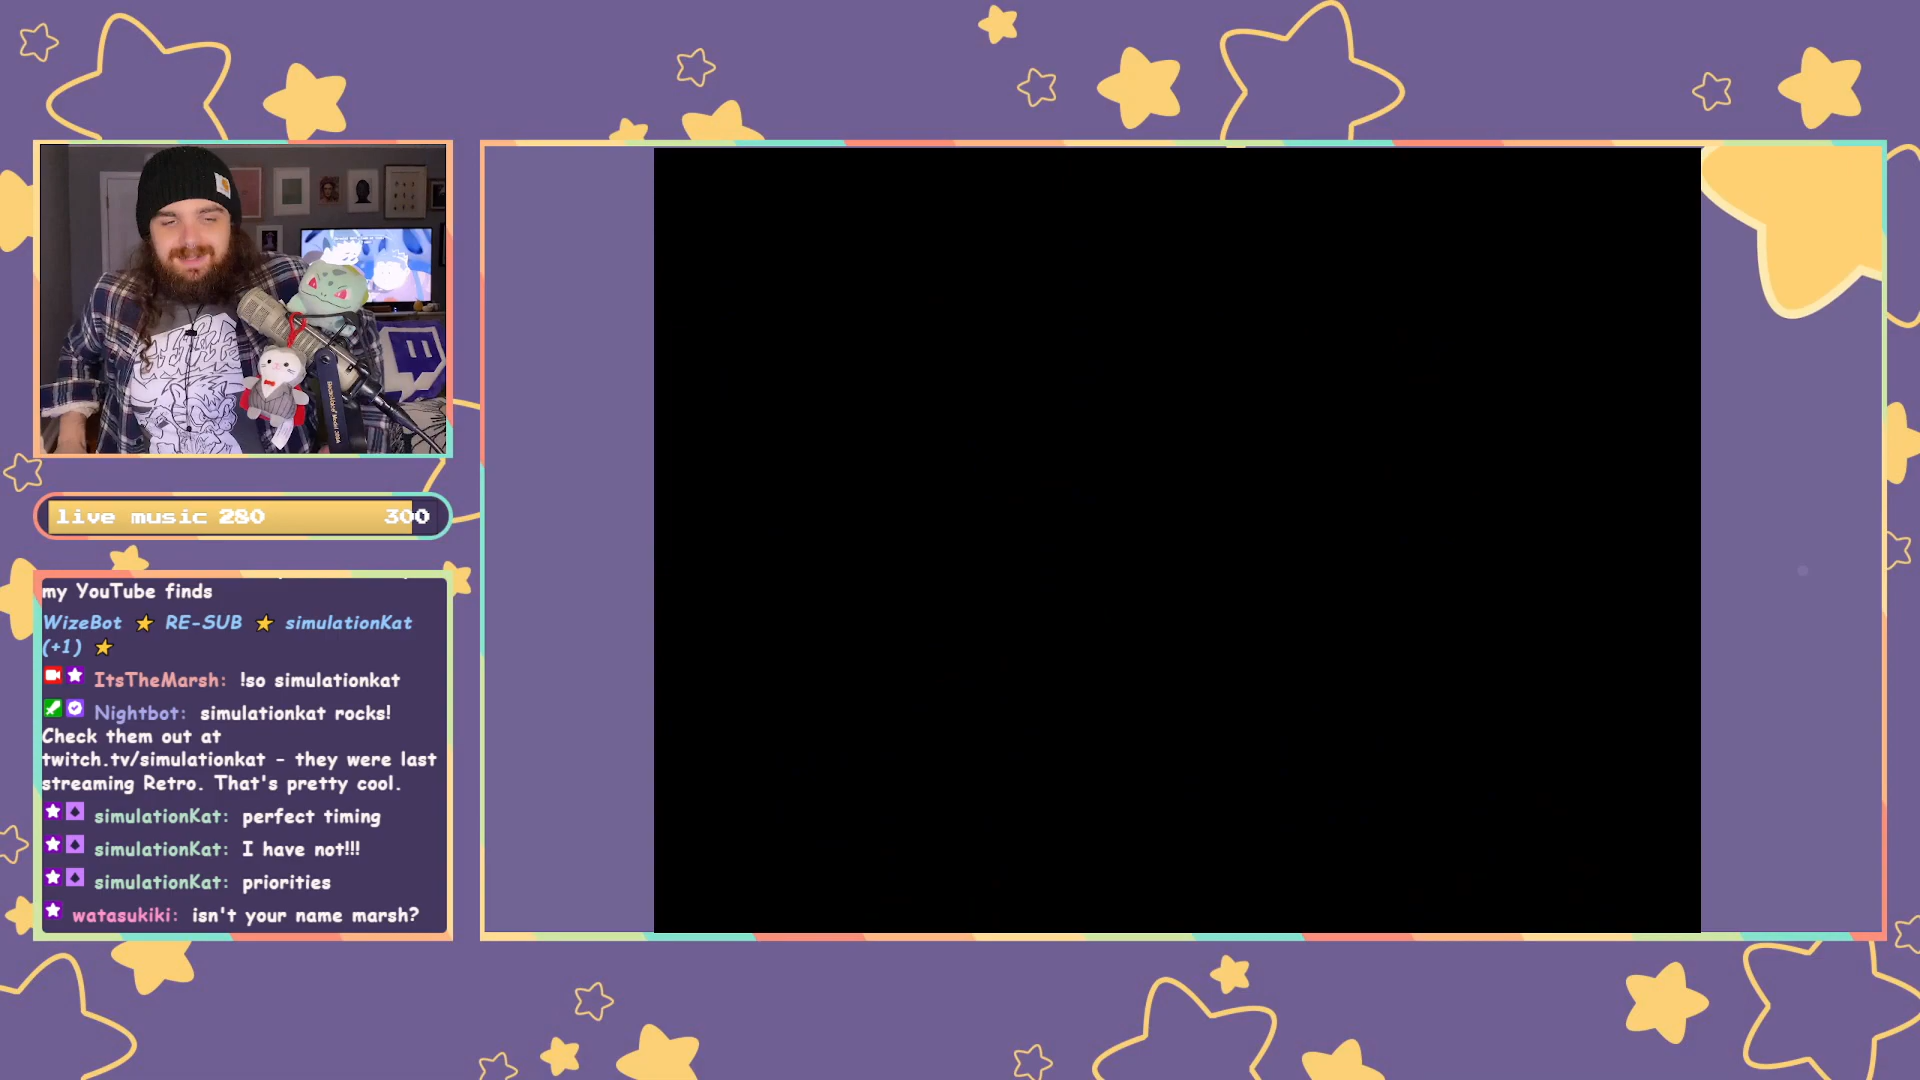 live music 280 300
my YouTube finds
WizeBot ⭐ RE-SUB ⭐ simulationKat
(+1) ⭐
ItsTheMarsh: !so simulationkat
Nightbot: simulationkat rocks!
Check them out at
twitch.tv/simulationkat - they were last
streaming Retro. That's pretty cool.
simulationKat: perfect timing
simulationKat: I have not!!!
simulationKat: priorities
watasukiki: isn't your name marsh?